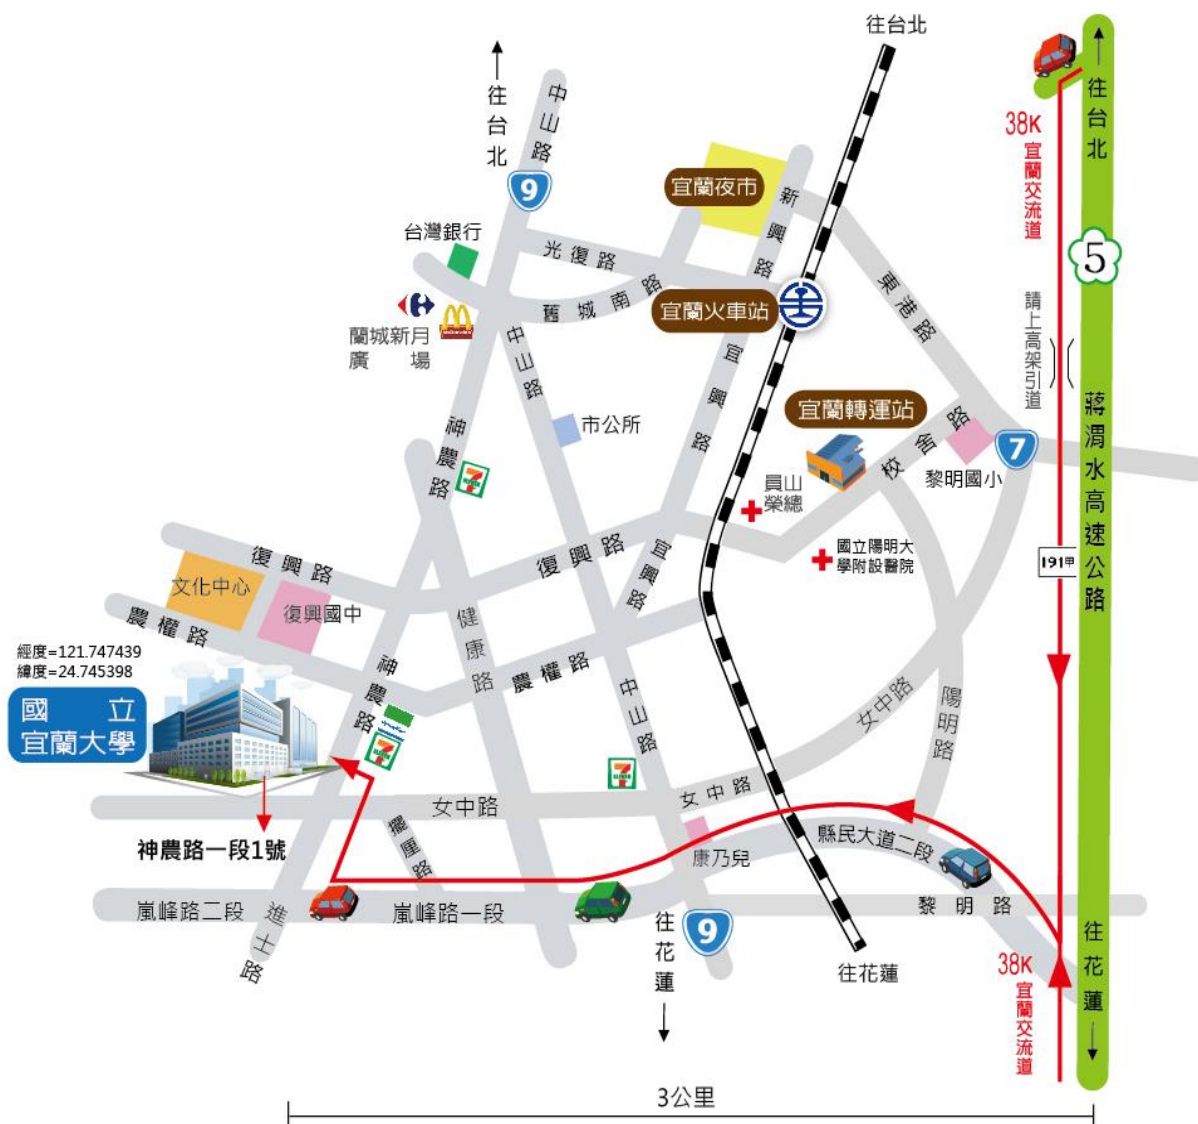 往台北
往台北
中山路
9
往台北
38K
宜蘭交流道
宜蘭夜市
新興路
台灣銀行
光復路
舊城南路
東港路
5
宜蘭火車站
請上高架引道
蘭城新月
廣場
McDonald's
中山路
宜興路
蔣渭水高速公路
宜蘭轉運站
校舍路
市公所
神農路
7
7
ELEVEN
黎明國小
員山
榮總
國立陽明大
學附設醫院
復興路
復興路
宜興路
191甲
文化中心
復興國中
農權路
健康路
經度=121.747439
緯度=24.745398
國立
宜蘭大學
神農路
農權路
中山路
女中路
陽明路
7
ELEVEN
7
ELEVEN
女中路
女中路
神農路一段1號
擺厘路
康乃兒
縣民大道二段
嵐峰路二段
進士路
嵐峰路一段
黎明路
9
往花蓮
往花蓮
往花蓮
38K
宜蘭交流道
3公里